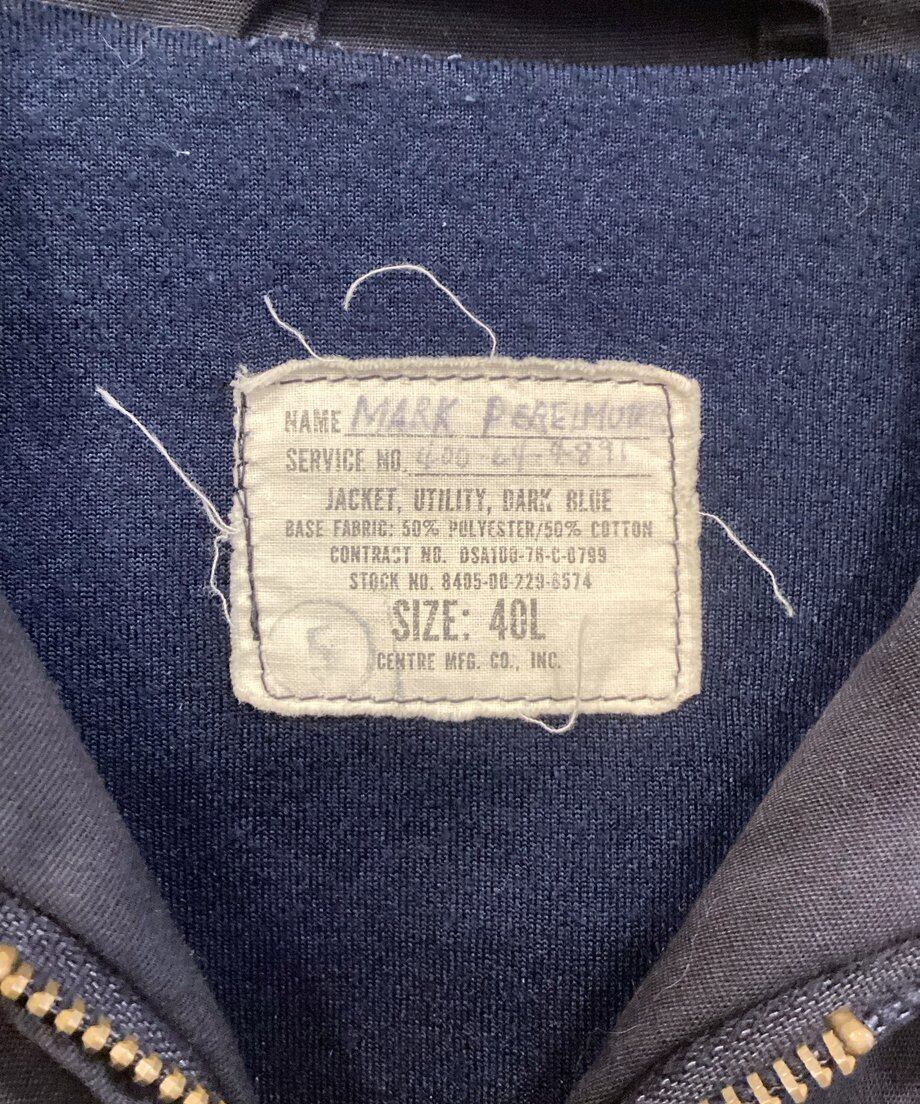 NAME MARK
SERVICE NO.
JACKET, UTILITY, DARK BLUE
BASE FABRIC: 50% POLYESTER/50% COTTON
CONTRACT NO. DSA100-76-C-0799
STOCK NO. 8405-00-229-6574
SIZE: 40L
CENTRE MFG. CO., INC.